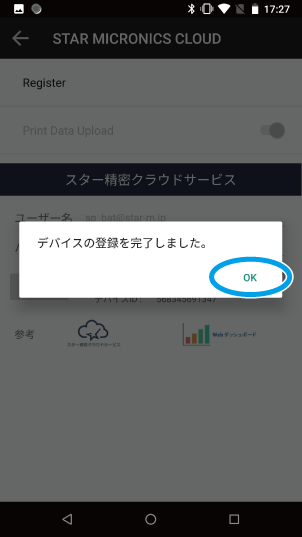 17:27
STAR MICRONICS CLOUD
Register
Print Data Upload
スター精密クラウドサービス
ユーザー名 sp_bat@star-m.jp
デバイスの登録を完了しました。
OK
デバイスID: 568345891347
参考
スター精密クラウドサービス
Webダッシュボード